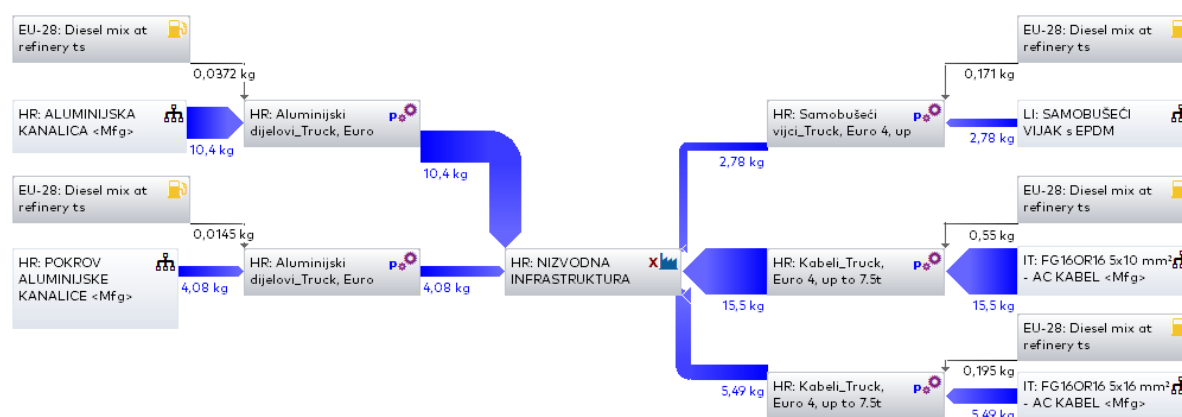 EU-28: Diesel mix at
refinery ts
0,0372 kg
HR: ALUMINIJSKA
KANALICA <Mfg>
10,4 kg
HR: Aluminijski
dijelovi_Truck, Euro
p
10,4 kg
EU-28: Diesel mix at
refinery ts
0,0145 kg
HR: POKROV
ALUMINIJSKE
KANALICE <Mfg>
4,08 kg
HR: Aluminijski
dijelovi_Truck, Euro
p
4,08 kg
HR: NIZVODNA
INFRASTRUKTURA
X
EU-28: Diesel mix at
refinery ts
0,171 kg
HR: Samobušeći
vijci_Truck, Euro 4, up
p
2,78 kg
LI: SAMOBUŠEĆI
VIJAK s EPDM
2,78 kg
EU-28: Diesel mix at
refinery ts
0,55 kg
HR: Kabeli_Truck,
Euro 4, up to 7.5t
p
15,5 kg
IT: FG16OR16 5x10 mm²
- AC KABEL <Mfg>
15,5 kg
EU-28: Diesel mix at
refinery ts
0,195 kg
HR: Kabeli_Truck,
Euro 4, up to 7.5t
p
5,49 kg
IT: FG16OR16 5x16 mm²
- AC KABEL <Mfg>
5,49 kg